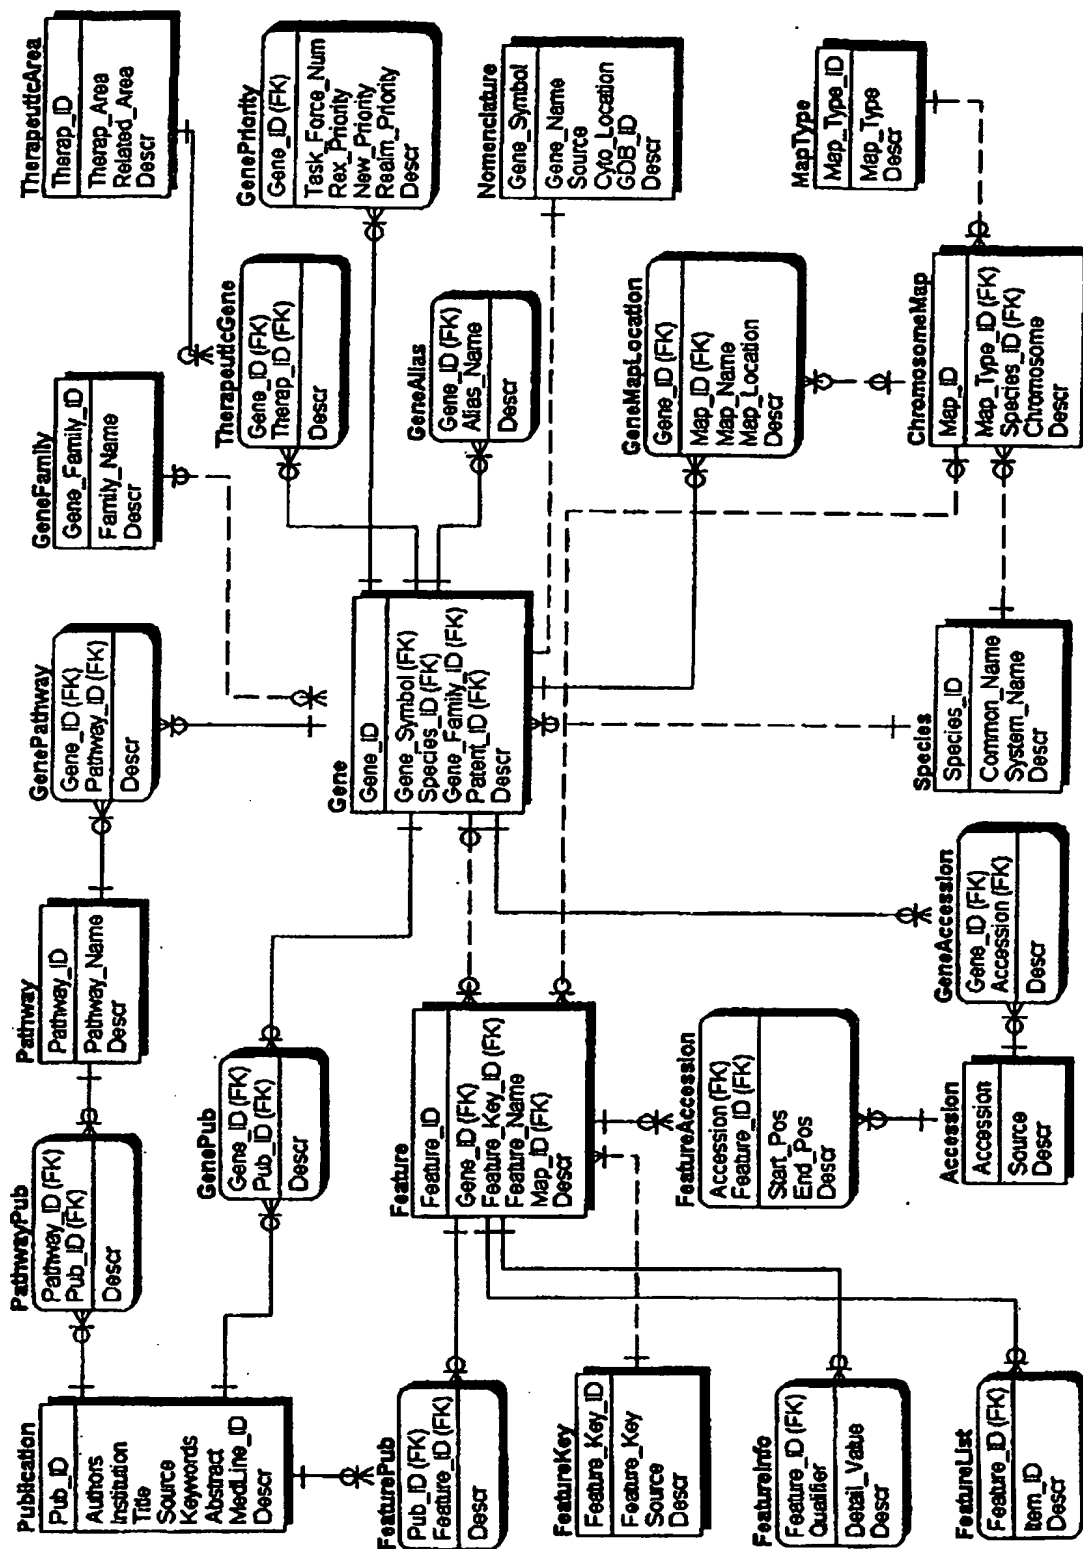 Publication
Pub_ID
Authors
Institution
Title
Source
Keywords
Abstract
MedLine_ID
Descr
PathwayPub
Pathway_ID (FK)
Pub_ID (FK)
Descr
Pathway
Pathway_ID
Pathway_Name
Descr
GenePathway
Gene_ID (FK)
Pathway_ID (FK)
Descr
GeneFamily
Gene_Family_ID
Family_Name
Descr
TherapeuticArea
Therap_ID
Therap_Area
Related_Area
Descr
GenePub
Gene_ID (FK)
Pub_ID (FK)
Descr
TherapeuticGene
Gene_ID (FK)
Therap_ID (FK)
Descr
GenePriority
Gene_ID (FK)
Task_Force_Num
Rex_Priority
New_Priority
Realm_Priority
Descr
Gene
Gene_ID
Gene_Symbol (FK)
Species_ID (FK)
Gene_Family_ID (FK)
Patent_ID (FK)
Descr
GeneAlias
Gene_ID (FK)
Alias_Name
Descr
Nomenclature
Gene_Symbol
Gene_Name
Source
Cyto_Location
GDB_ID
Descr
FeaturePub
Pub_ID (FK)
Feature_ID (FK)
Descr
Feature
Feature_ID
Gene_ID (FK)
Feature_Key_ID (FK)
Feature_Name
Map_ID (FK)
Descr
GeneMapLocation
Gene_ID (FK)
Map_ID (FK)
Map_Name
Map_Location
Descr
MapType
Map_Type_ID
Map_Type
Descr
FeatureKey
Feature_Key_ID
Feature_Key
Source
Descr
FeatureAccession
Accession (FK)
Feature_ID (FK)
Start_Pos
End_Pos
Descr
FeatureInfo
Feature_ID (FK)
Qualifier
Detail_Value
Descr
Accession
Accession
Source
Descr
GeneAccession
Gene_ID (FK)
Accession (FK)
Descr
Species
Species_ID
Common_Name
System_Name
Descr
ChromoseMap
Map_ID
Map_Type_ID (FK)
Species_ID (FK)
Chromosome
Descr
FeatureList
Feature_ID (FK)
Item_ID
Descr